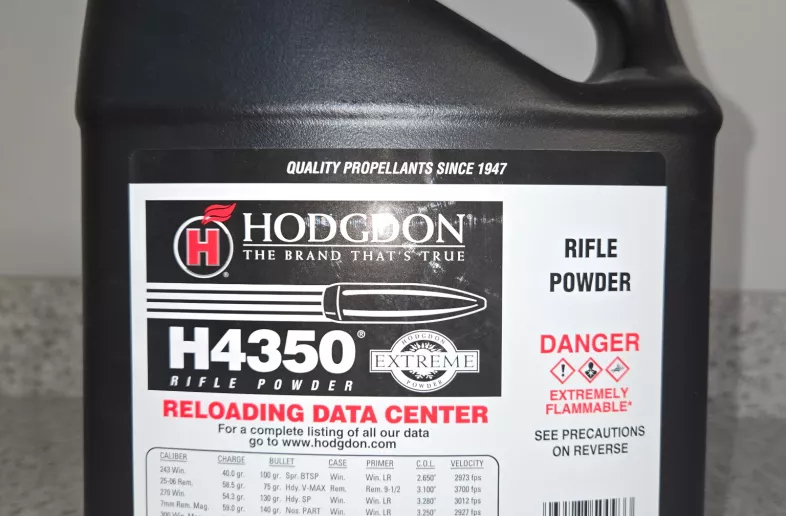 QUALITY PROPELLANTS SINCE 1947
H HODGDON®
THE BRAND THAT'S TRUE
H4350®
RIFLE POWDER
HODGDON
EXTREME
POWDER
RIFLE
POWDER
DANGER
EXTREMELY
FLAMMABLE*
SEE PRECAUTIONS
ON REVERSE
RELOADING DATA CENTER
For a complete listing of all our data
go to www.hodgdon.com
CALIBER CHARGE BULLET CASE PRIMER C.O.L. VELOCITY
243 Win. 40.0 gr. 100 gr. Spr. BTSP Win. Win. LR 2.650" 2973 fps
25-06 Rem. 58.5 gr. 75 gr. Hdy. V-MAX Rem. Rem. 9-1/2 3.100" 3700 fps
270 Win 54.3 gr. 130 gr. Hdy. SP Win. Win. LR 3.280" 3012 fps
7mm Rem. Mag. 59.0 gr. 140 gr. Nos. PART Win. Win. LR 3.250" 2927 fps